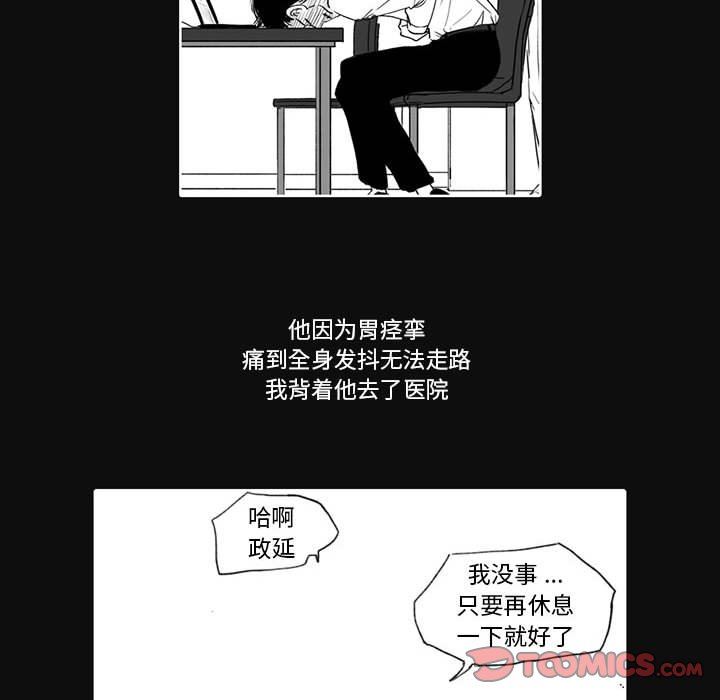 他因为胃痉挛
痛到全身发抖无法走路
我背着他去了医院
哈啊
政延
我没事 ...
只要再休息
一下就好了
TOOMICS.COM